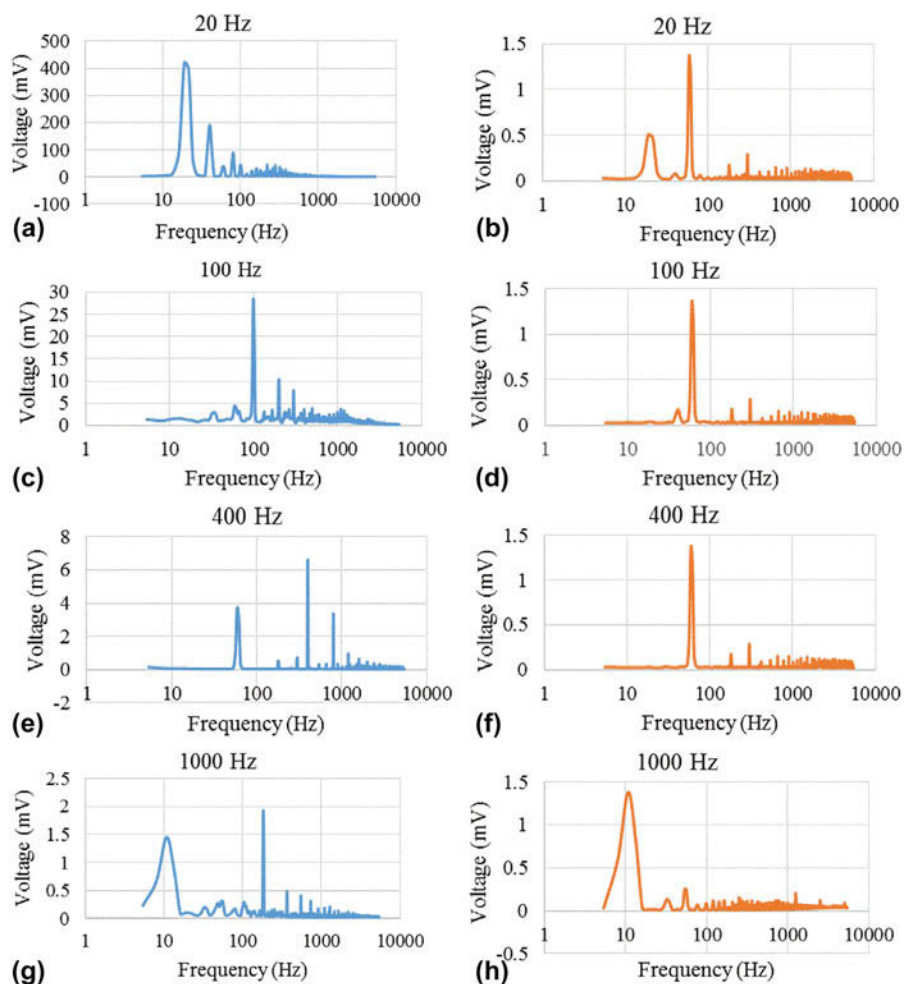 20 Hz
500
400
300
200
100
0
-100
1 10 100 1000 10000
Voltage (mV)
Frequency (Hz)
(a)
20 Hz
1.5
1
0.5
0
1 10 100 1000 10000
Voltage (mV)
Frequency (Hz)
(b)
100 Hz
30
25
20
15
10
5
0
1 10 100 1000 10000
Voltage (mV)
Frequency (Hz)
(c)
100 Hz
1.5
1
0.5
0
1 10 100 1000 10000
Voltage (mV)
Frequency (Hz)
(d)
400 Hz
8
6
4
2
0
-2
1 10 100 1000 10000
Voltage (mV)
Frequency (Hz)
(e)
400 Hz
1.5
1
0.5
0
1 10 100 1000 10000
Voltage (mV)
Frequency (Hz)
(f)
1000 Hz
2.5
2
1.5
1
0.5
0
1 10 100 1000 10000
Voltage (mV)
Frequency (Hz)
(g)
1000 Hz
1.5
1
0.5
0
-0.5
1 10 100 1000 10000
Voltage (mV)
Frequency (Hz)
(h)